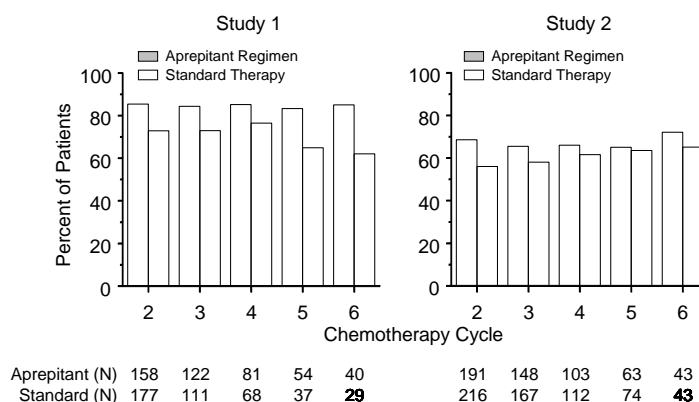 Study 1
Study 2
Aprepitant Regimen
Standard Therapy
Aprepitant Regimen
Standard Therapy
Percent of Patients
100
80
60
40
20
0
100
80
60
40
20
0
2 3 4 5 6
2 3 4 5 6
Chemotherapy Cycle
Aprepitant (N) 158 122 81 54 40 191 148 103 63 43
Standard (N) 177 111 68 37 29 216 167 112 74 43